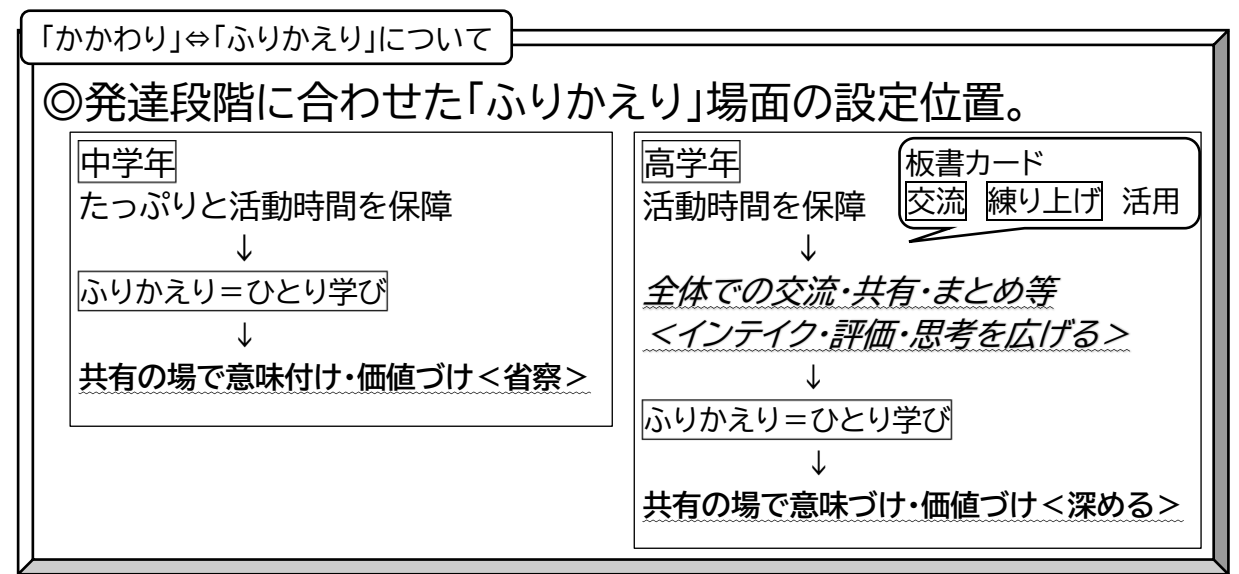 「かかわり」⇔「ふりかえり」について
◎発達段階に合わせた「ふりかえり」場面の設定位置。
中学年
たっぷりと活動時間を保障
↓
ふりかえり＝ひとり学び
↓
共有の場で意味付け・価値づけ＜省察＞
高学年
活動時間を保障
板書カード
交流 練り上げ 活用
↓
全体での交流・共有・まとめ等
＜インテイク・評価・思考を広げる＞
↓
ふりかえり＝ひとり学び
↓
共有の場で意味づけ・価値づけ＜深める＞